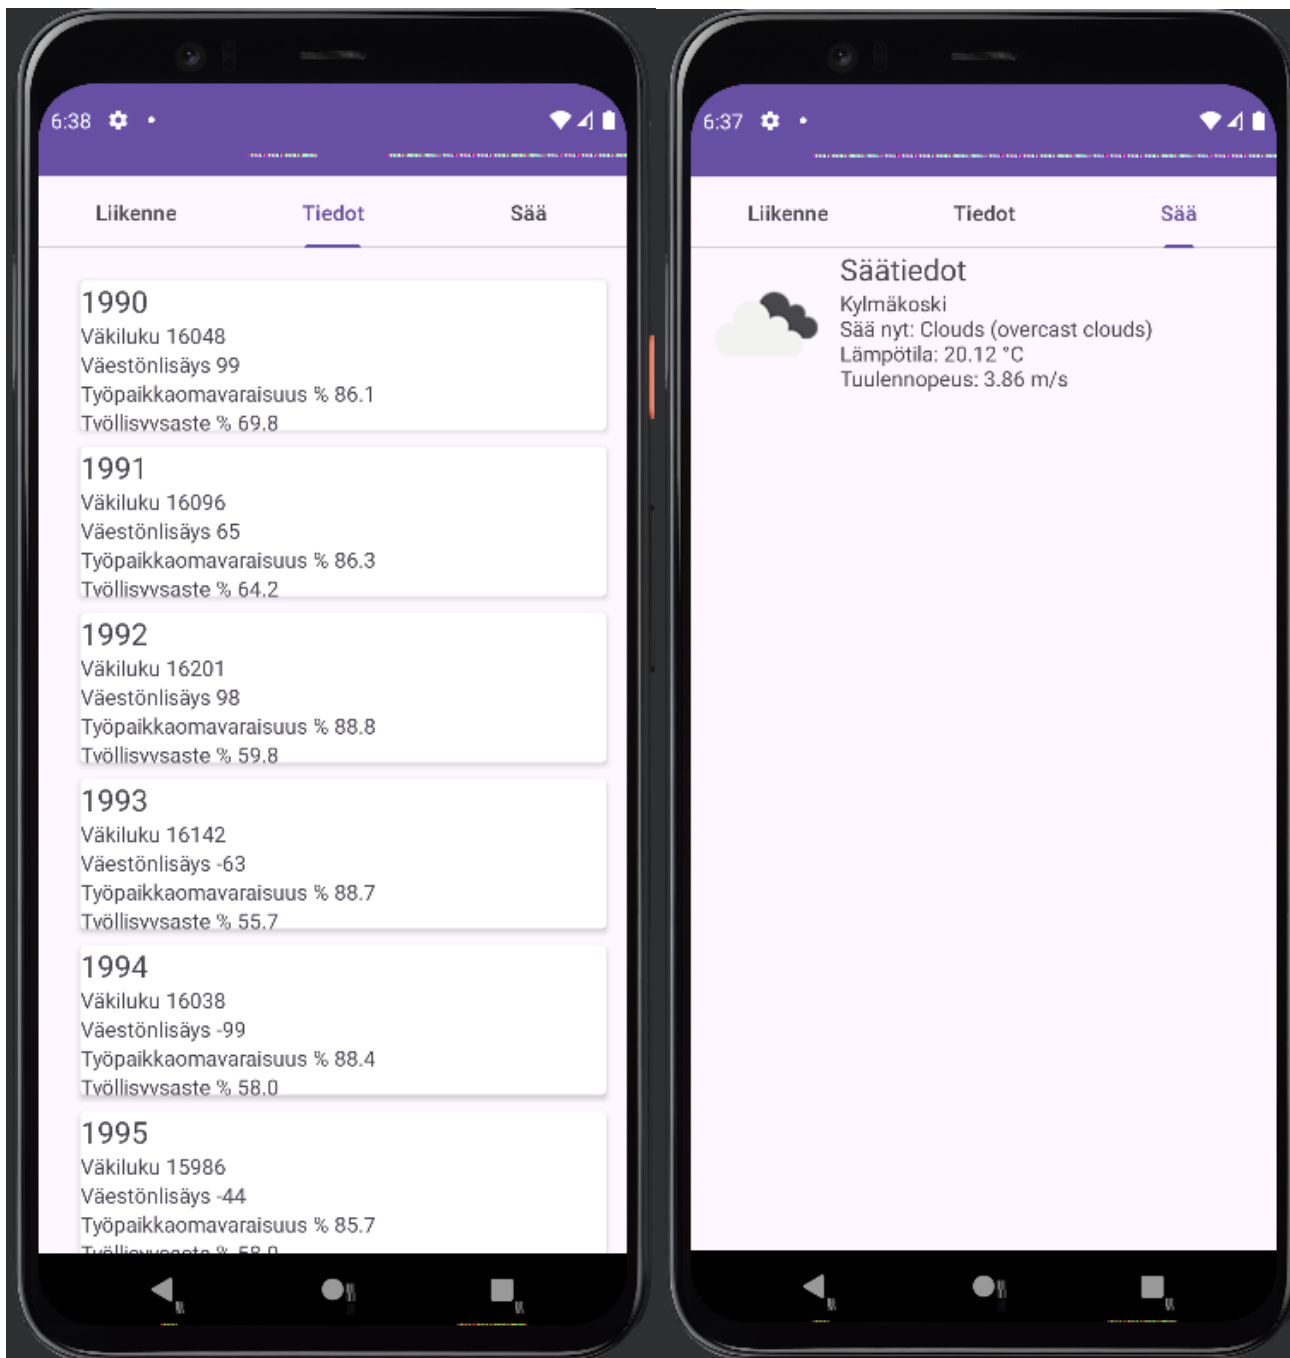 6:38
Liikenne Tiedot Sää
1990
Väkiluku 16048
Väestönlisäys 99
Työpaikkaomavaraisuus % 86.1
Työllisyysaste % 69.8
1991
Väkiluku 16096
Väestönlisäys 65
Työpaikkaomavaraisuus % 86.3
Työllisyysaste % 64.2
1992
Väkiluku 16201
Väestönlisäys 98
Työpaikkaomavaraisuus % 88.8
Työllisyysaste % 59.8
1993
Väkiluku 16142
Väestönlisäys -63
Työpaikkaomavaraisuus % 88.7
Työllisyysaste % 55.7
1994
Väkiluku 16038
Väestönlisäys -99
Työpaikkaomavaraisuus % 88.4
Työllisyysaste % 58.0
1995
Väkiluku 15986
Väestönlisäys -44
Työpaikkaomavaraisuus % 85.7
Työllisyysaste %
6:37
Liikenne Tiedot Sää
Säätiedot
Kylmäkoski
Sää nyt: Clouds (overcast clouds)
Lämpötila: 20.12 °C
Tuulennopeus: 3.86 m/s